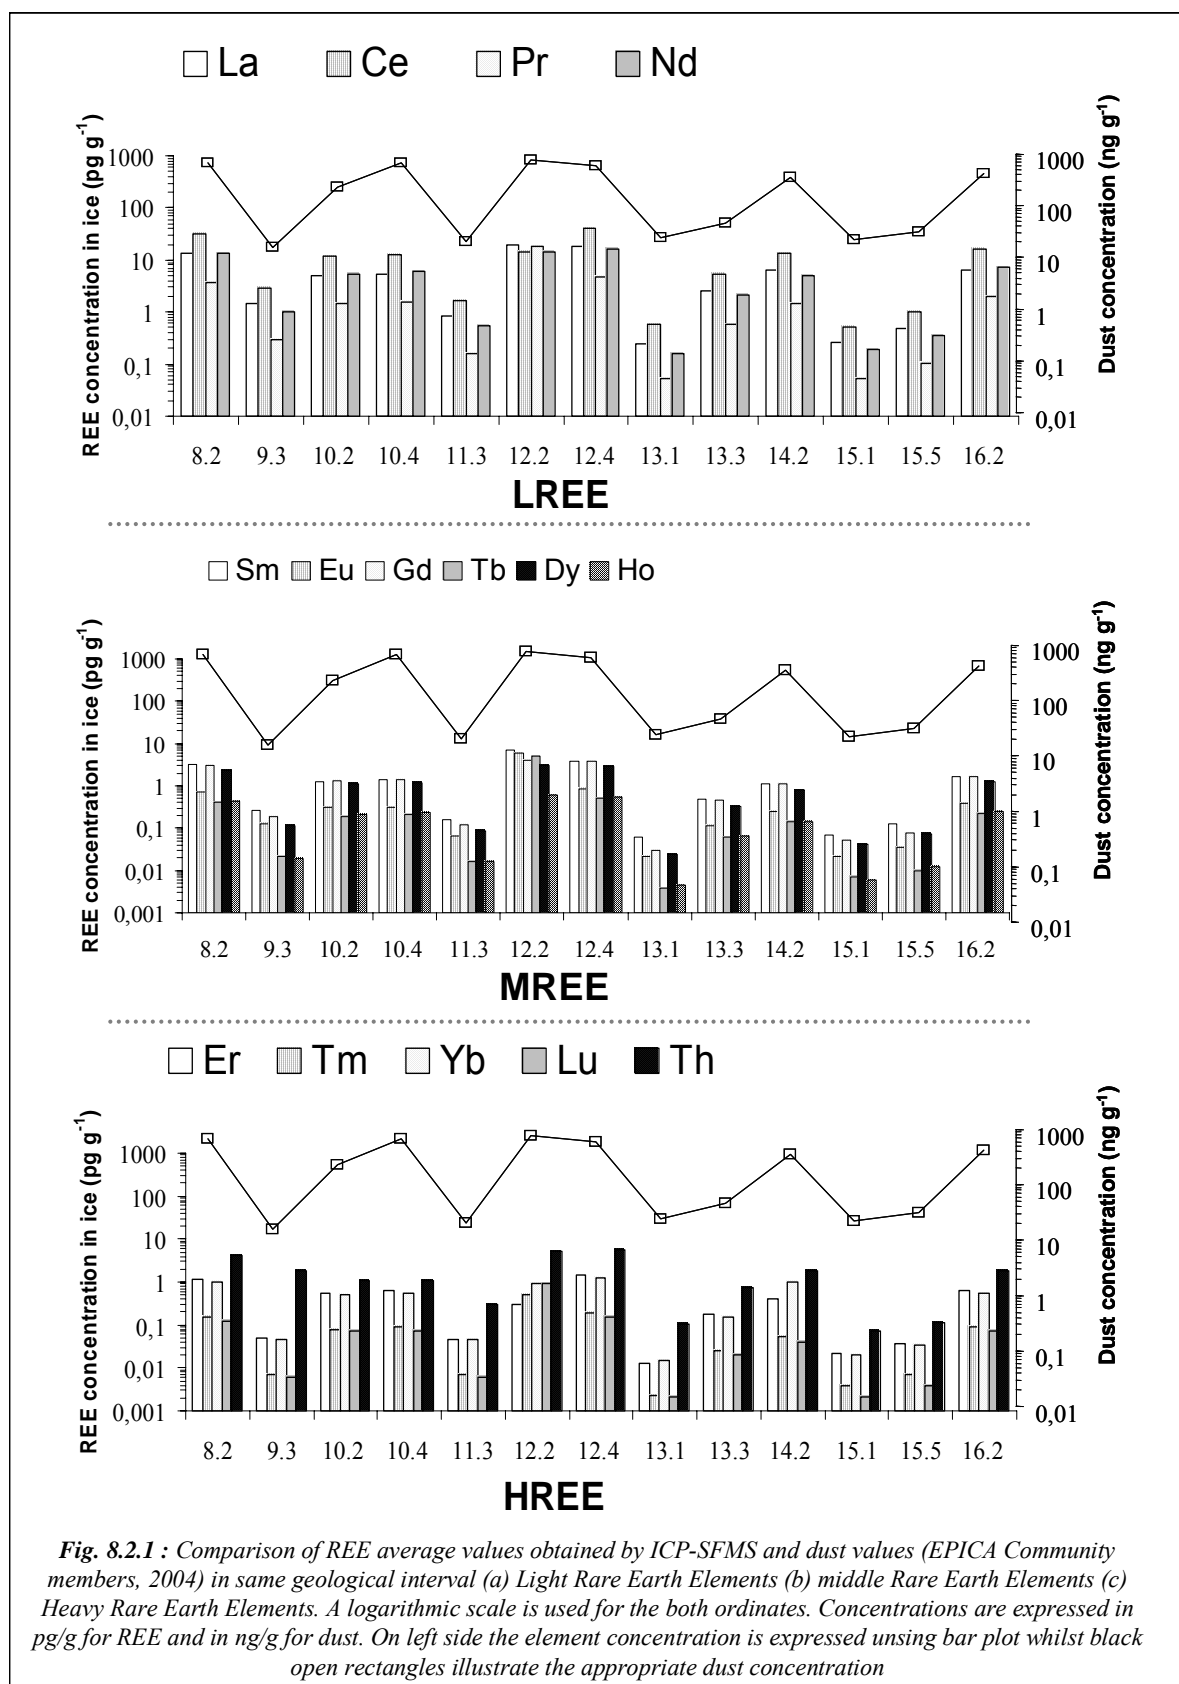 La Ce Pr Nd
REE concentration in ice (pg g⁻¹)
1000
100
10
1
0,1
0,01
Dust concentration (ng g⁻¹)
1000
100
10
1
0,1
0,01
8.2 9.3 10.2 10.4 11.3 12.2 12.4 13.1 13.3 14.2 15.1 15.5 16.2
LREE
Sm Eu Gd Tb Dy Ho
REE concentration in ice (pg g⁻¹)
1000
100
10
1
0,1
0,01
0,001
Dust concentration (ng g⁻¹)
1000
100
10
1
0,1
0,01
8.2 9.3 10.2 10.4 11.3 12.2 12.4 13.1 13.3 14.2 15.1 15.5 16.2
MREE
Er Tm Yb Lu Th
REE concentration in ice (pg g⁻¹)
1000
100
10
1
0,1
0,01
0,001
Dust concentration (ng g⁻¹)
1000
100
10
1
0,1
0,01
8.2 9.3 10.2 10.4 11.3 12.2 12.4 13.1 13.3 14.2 15.1 15.5 16.2
HREE
Fig. 8.2.1 : Comparison of REE average values obtained by ICP-SFMS and dust values (EPICA Community
members, 2004) in same geological interval (a) Light Rare Earth Elements (b) middle Rare Earth Elements (c)
Heavy Rare Earth Elements. A logarithmic scale is used for the both ordinates. Concentrations are expressed in
pg/g for REE and in ng/g for dust. On left side the element concentration is expressed unsing bar plot whilst black
open rectangles illustrate the appropriate dust concentration